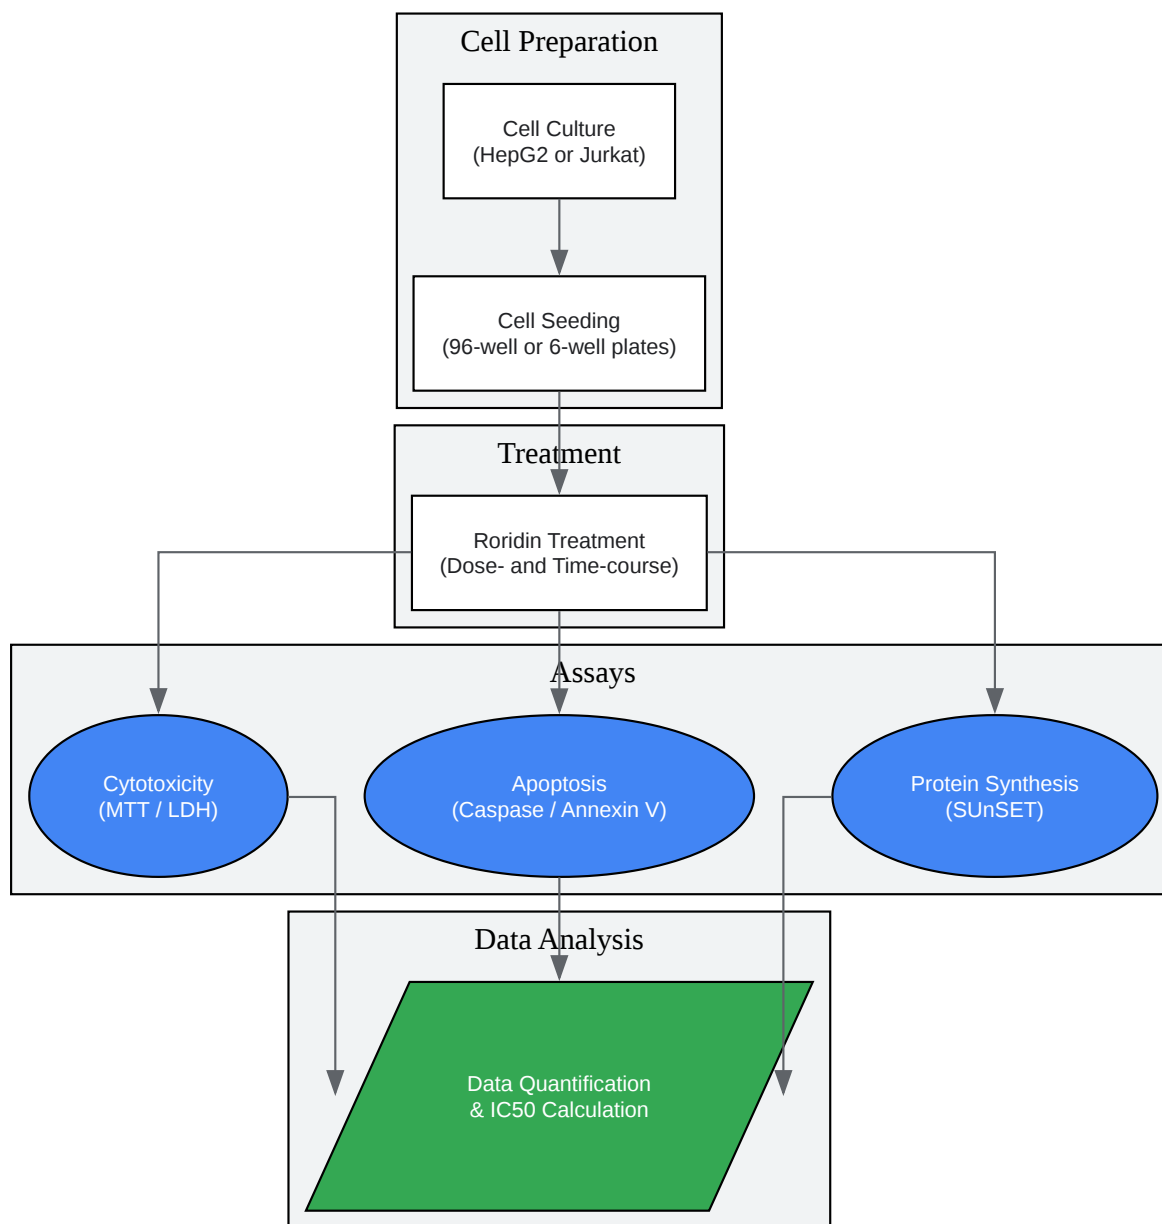 Cell Preparation
Cell Culture
(HepG2 or Jurkat)
Cell Seeding
(96-well or 6-well plates)
Treatment
Roridin Treatment
(Dose- and Time-course)
Assays
Cytotoxicity
(MTT / LDH)
Apoptosis
(Caspase / Annexin V)
Protein Synthesis
(SUnSET)
Data Analysis
Data Quantification
& IC50 Calculation